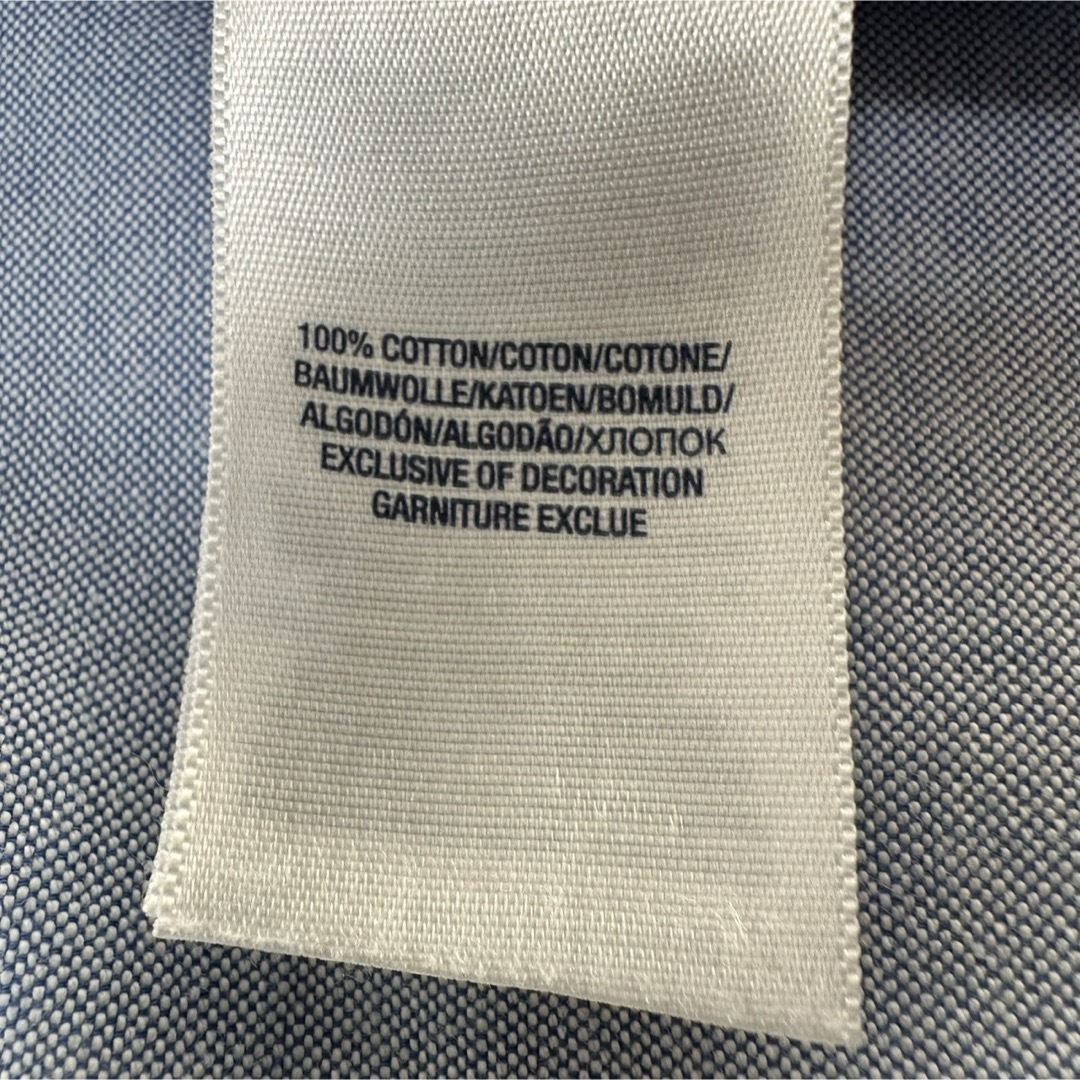 100% COTTON/COTON/COTONE/
BAUMWOLLE/KATOEN/BOMULD/
ALGODÓN/ALGODÃO/ХЛОПОК
EXCLUSIVE OF DECORATION
GARNITURE EXCLUE